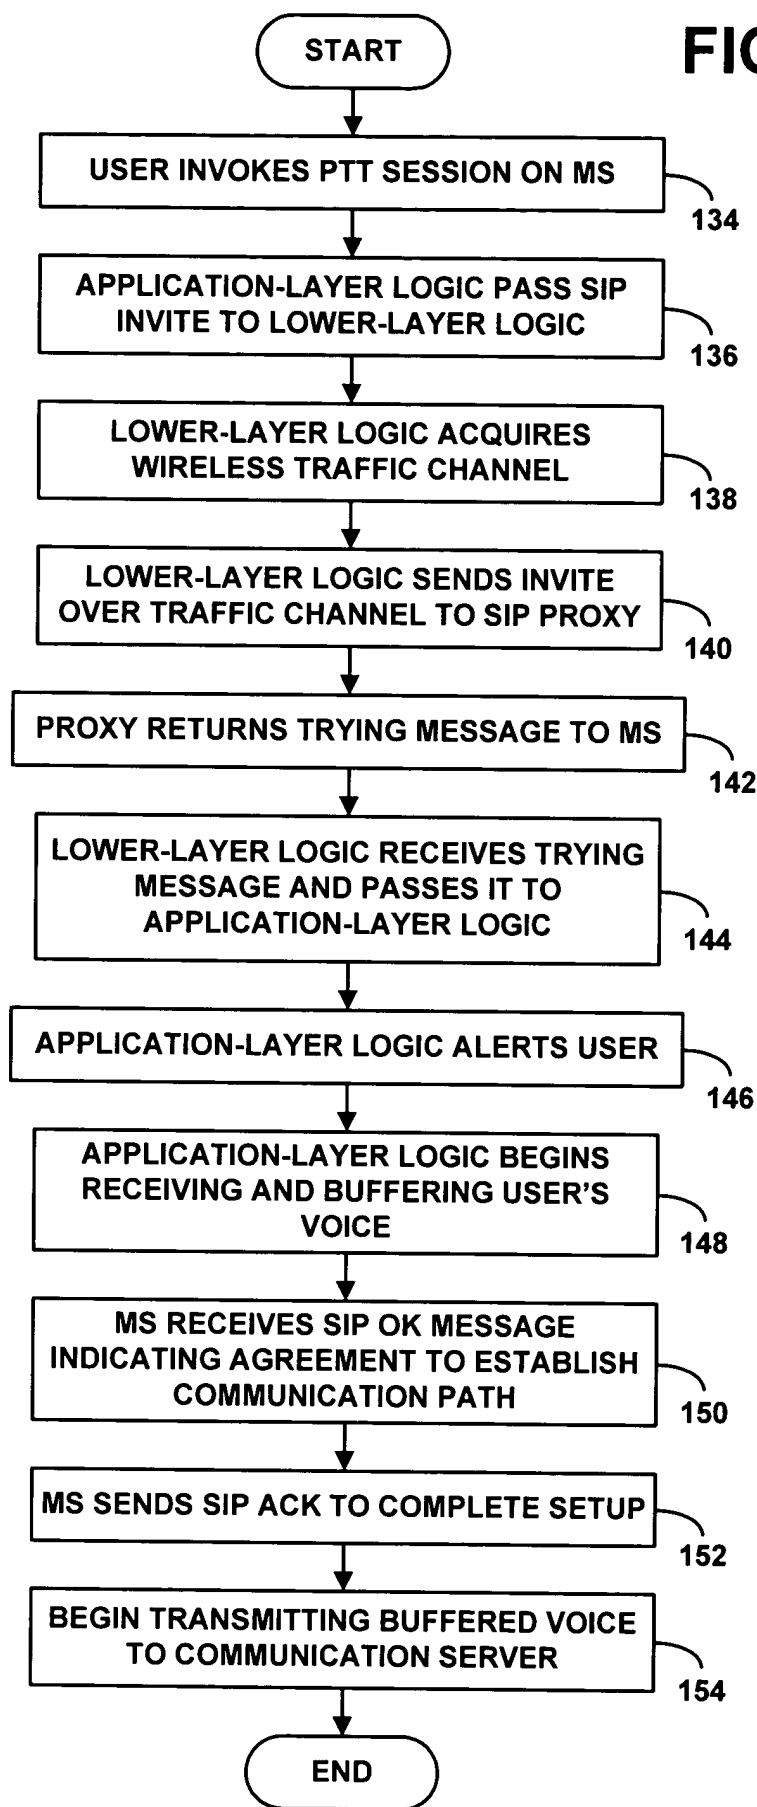 START
FIG
USER INVOKES PTT SESSION ON MS
134
APPLICATION-LAYER LOGIC PASS SIP
INVITE TO LOWER-LAYER LOGIC
136
LOWER-LAYER LOGIC ACQUIRES
WIRELESS TRAFFIC CHANNEL
138
LOWER-LAYER LOGIC SENDS INVITE
OVER TRAFFIC CHANNEL TO SIP PROXY
140
PROXY RETURNS TRYING MESSAGE TO MS
142
LOWER-LAYER LOGIC RECEIVES TRYING
MESSAGE AND PASSES IT TO
APPLICATION-LAYER LOGIC
144
APPLICATION-LAYER LOGIC ALERTS USER
146
APPLICATION-LAYER LOGIC BEGINS
RECEIVING AND BUFFERING USER'S
VOICE
148
MS RECEIVES SIP OK MESSAGE
INDICATING AGREEMENT TO ESTABLISH
COMMUNICATION PATH
150
MS SENDS SIP ACK TO COMPLETE SETUP
152
BEGIN TRANSMITTING BUFFERED VOICE
TO COMMUNICATION SERVER
154
END